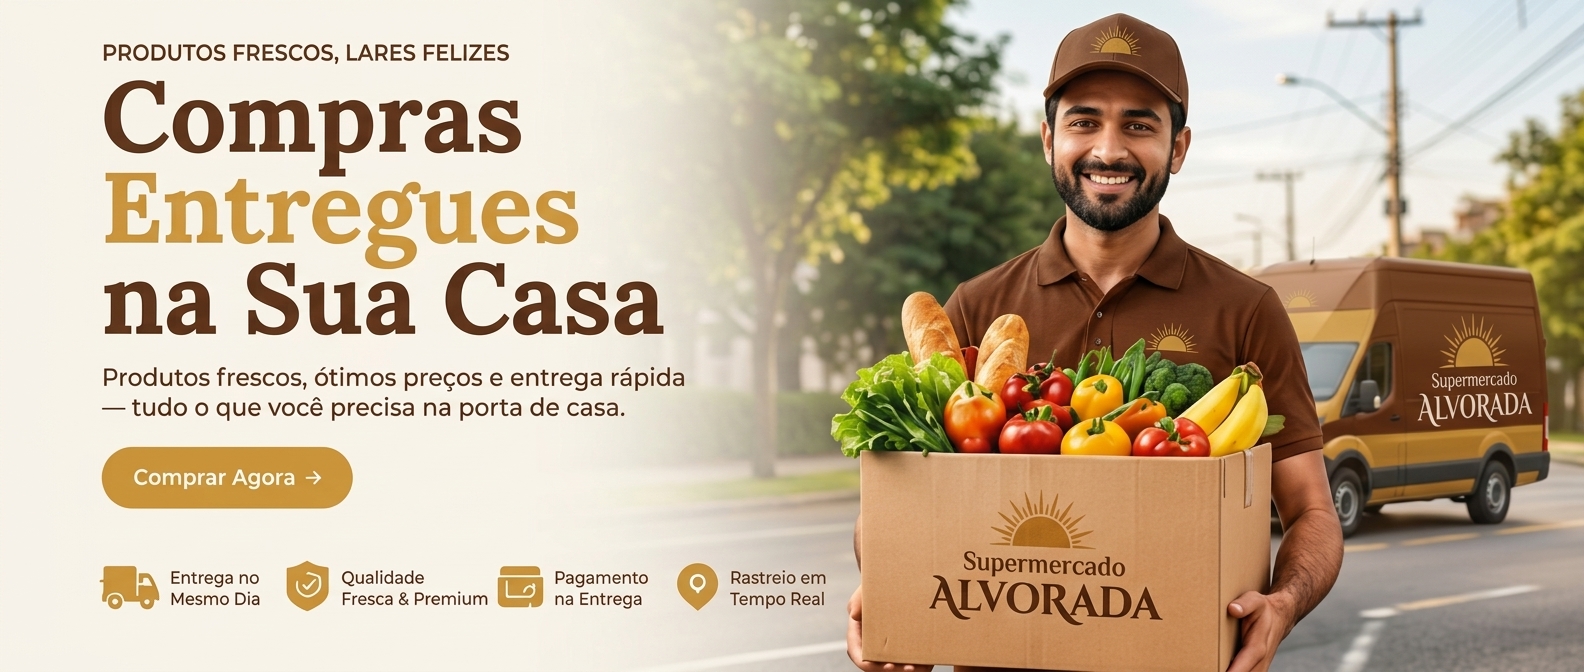 PRODUTOS FRESCOS, LARES FELIZES
Compras
Entregues
na Sua Casa
Produtos frescos, ótimos preços e entrega rápida
— tudo o que você precisa na porta de casa.
Comprar Agora →
Entrega no
Mesmo Dia
Qualidade
Fresca & Premium
Pagamento
na Entrega
Rastreio em
Tempo Real
Supermercado
ALVORADA
Supermercado
ALVORADA